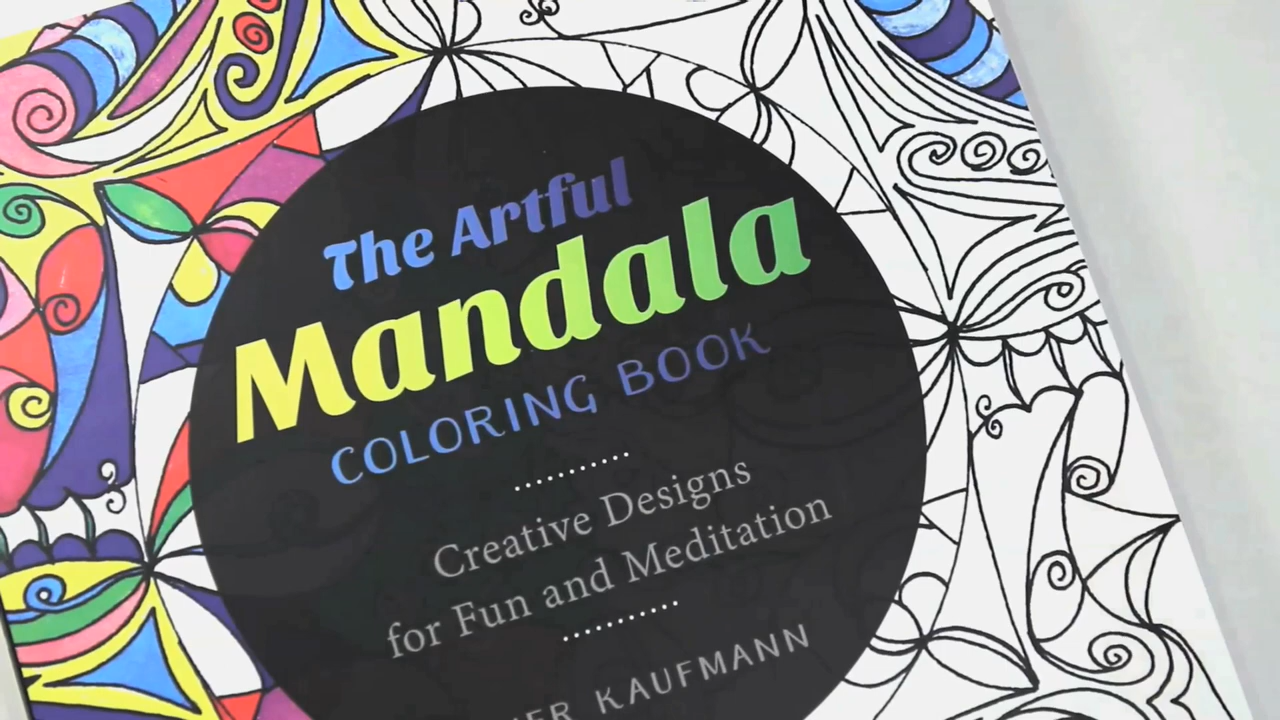 The Artful
Mandala
COLORING BOOK
Creative Designs
for Fun and Meditation
KAUFMANN